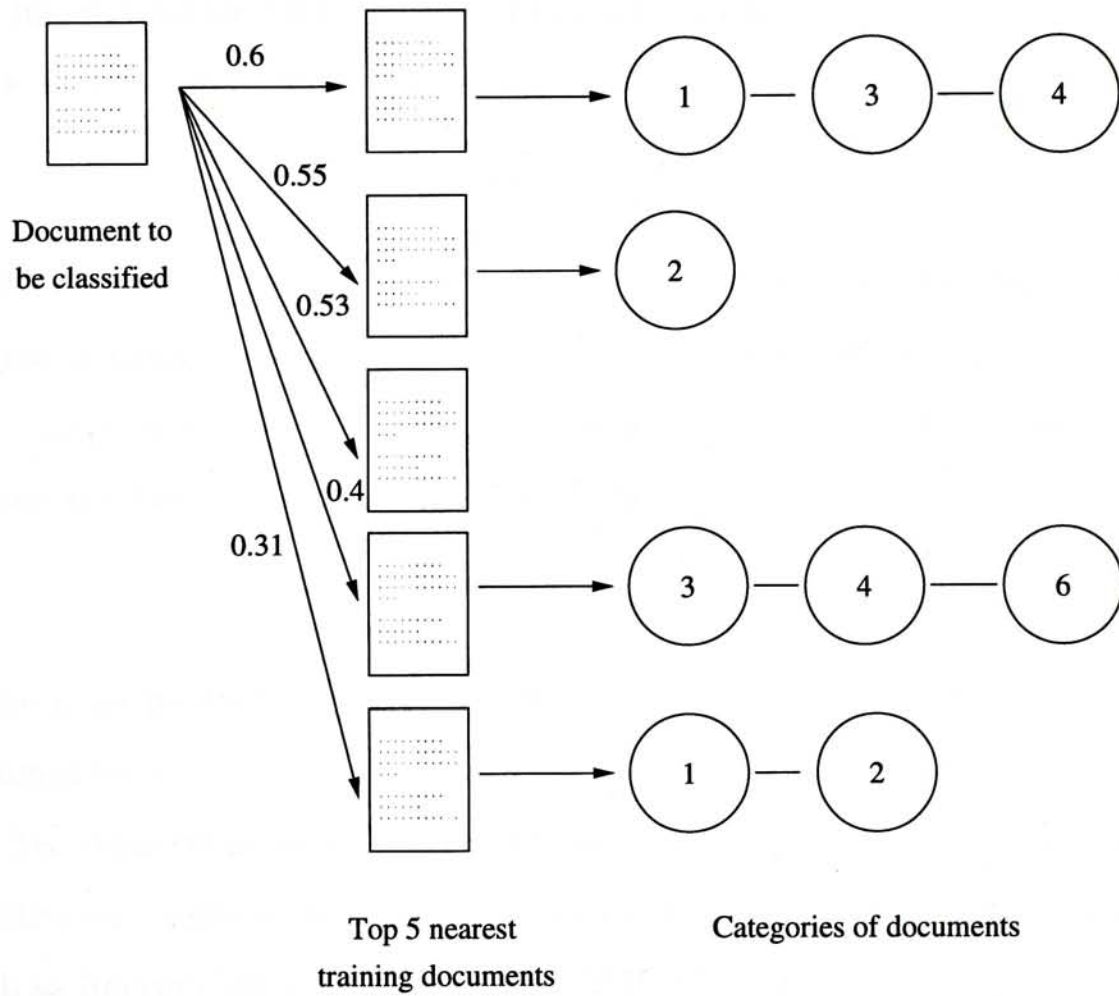 0.6
1 3 4
0.55
Document to
be classified
2
0.53
0.4
0.31
3 4 6
1 2
Top 5 nearest
training documents
Categories of documents